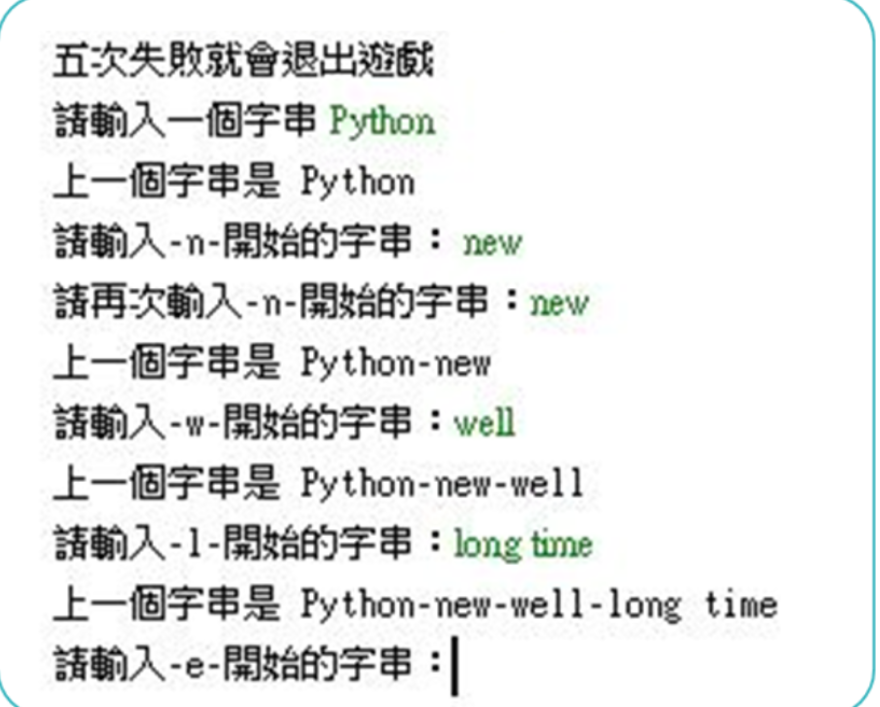 五次失敗就會退出遊戲
請輸入一個字串 Python
上一個字串是 Python
請輸入-n-開始的字串： new
請再次輸入-n-開始的字串：new
上一個字串是 Python-new
請輸入-w-開始的字串：well
上一個字串是 Python-new-well
請輸入-l-開始的字串：long time
上一個字串是 Python-new-well-long time
請輸入-e-開始的字串：